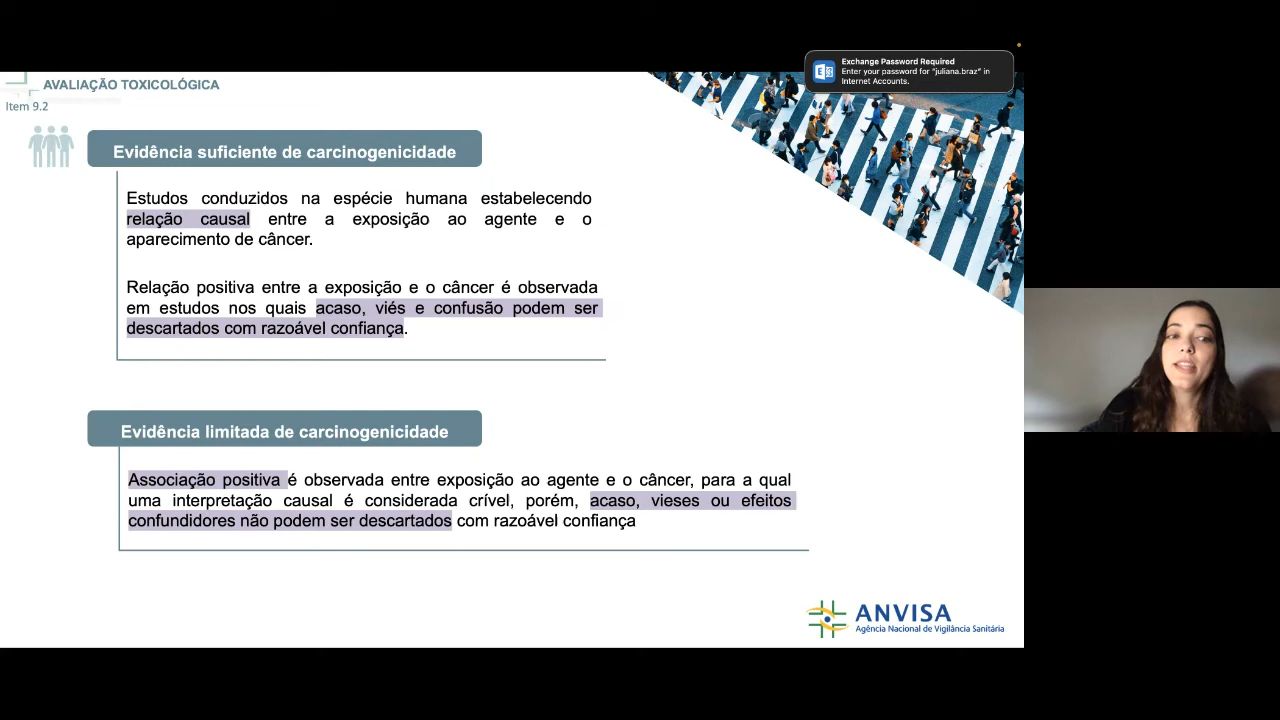 Exchange Password Required
Enter your password for "juliana.braz" in
Internet Accounts.
AVALIAÇÃO TOXICOLÓGICA
Item 9.2
Evidência suficiente de carcinogenicidade
Estudos conduzidos na espécie humana estabelecendo
relação causal entre a exposição ao agente e o
aparecimento de câncer.
Relação positiva entre a exposição e o câncer é observada
em estudos nos quais acaso, viés e confusão podem ser
descartados com razoável confiança.
Evidência limitada de carcinogenicidade
Associação positiva é observada entre exposição ao agente e o câncer, para a qual
uma interpretação causal é considerada crível, porém, acaso, vieses ou efeitos
confundidores não podem ser descartados com razoável confiança
ANVISA
Agência Nacional de Vigilância Sanitária